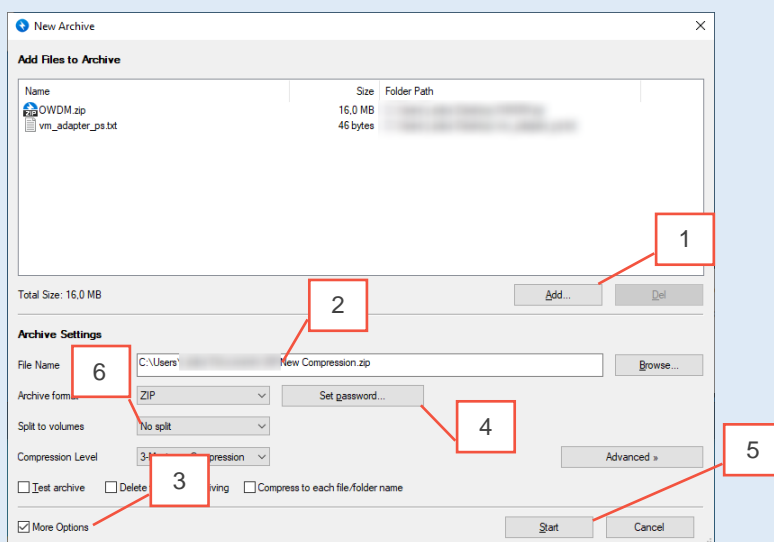 New Archive
Add Files to Archive
Name Size Folder Path
OWDM.zip 16,0 MB
vm_adapter_ps.txt 46 bytes
1
Total Size: 16,0 MB Add... Del
2
Archive Settings
File Name C:\Users\ New Compression.zip Browse...
6
Archive format ZIP Set password...
4
Split to volumes No split
5
Compression Level 3- Compression Advanced »
3
Test archive Delete Compress to each file/folder name
More Options Start Cancel